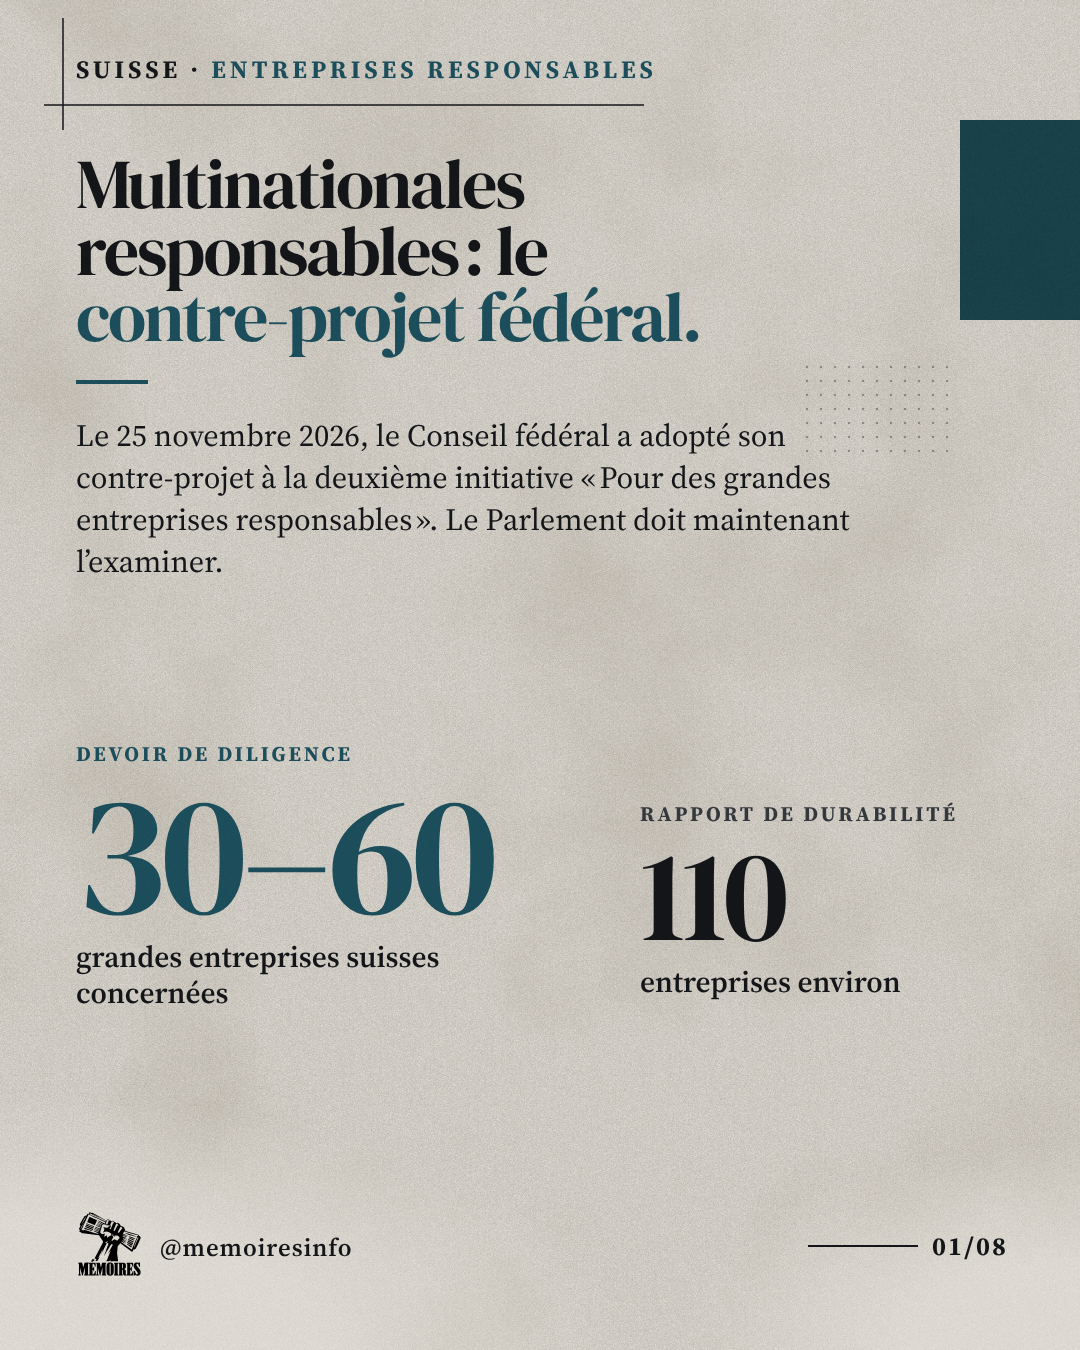 SUISSE · ENTREPRISES RESPONSABLES
Multinationales
responsables : le
contre-projet fédéral.
Le 25 novembre 2026, le Conseil fédéral a adopté son
contre-projet à la deuxième initiative « Pour des grandes
entreprises responsables ». Le Parlement doit maintenant
l’examiner.
DEVOIR DE DILIGENCE
30–60
grandes entreprises suisses
concernées
RAPPORT DE DURABILITÉ
110
entreprises environ
MÉMOIRES
@memoiresinfo
01/08